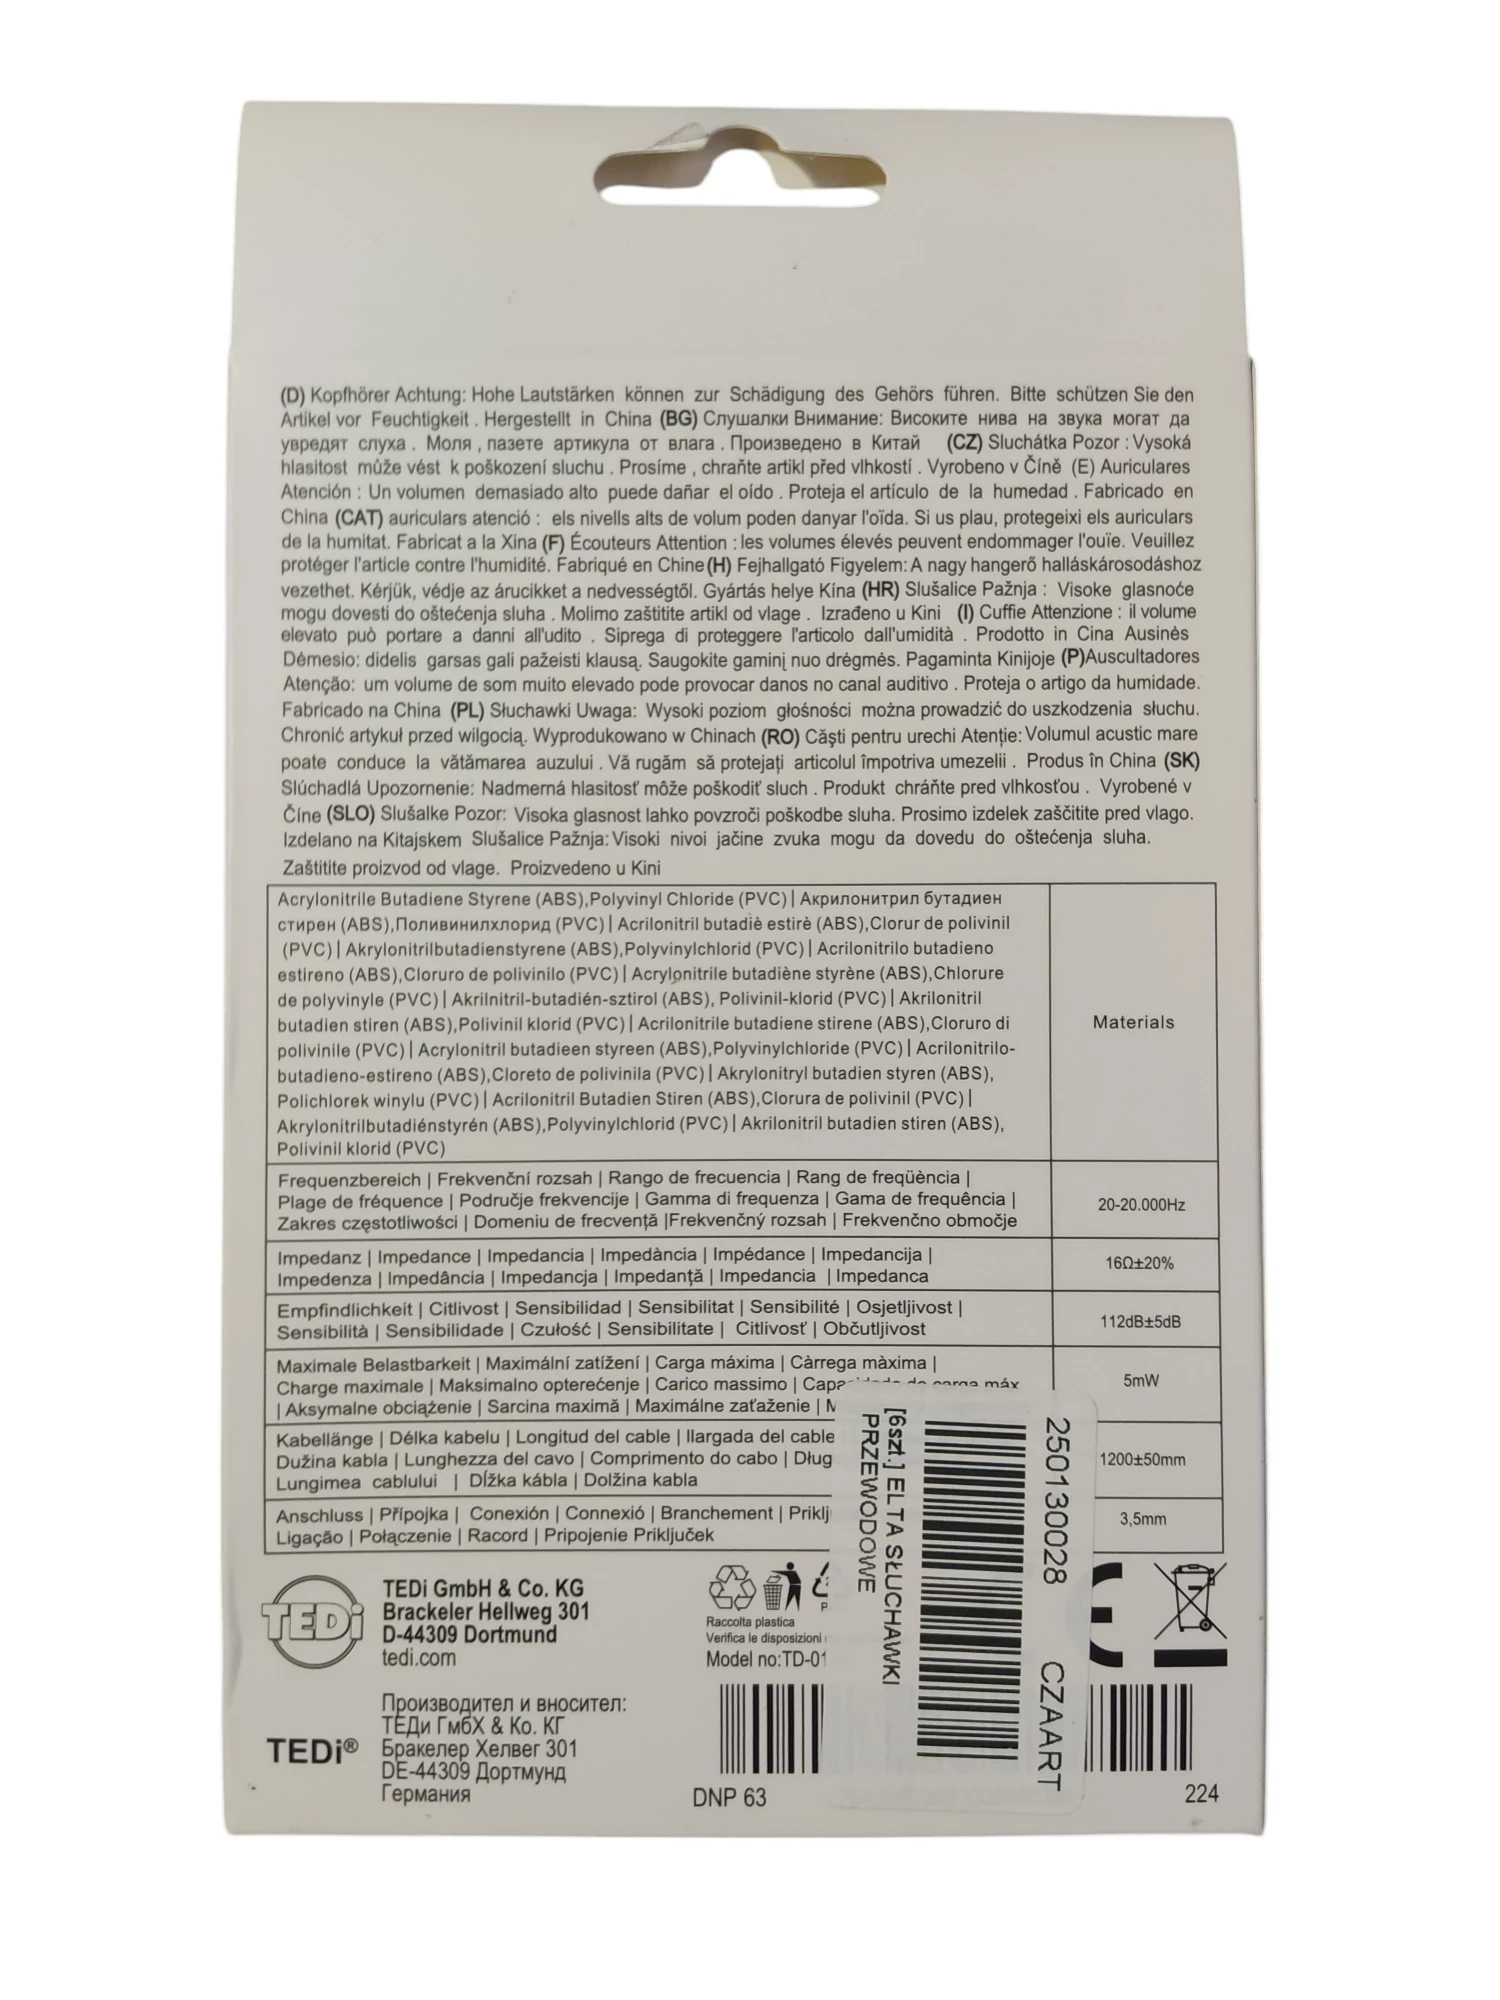 (D) Kopfhörer Achtung: Hohe Lautstärken können zur Schädigung des Gehörs führen. Bitte schützen Sie den
Artikel vor Feuchtigkeit . Hergestellt in China (BG) Слушалки Внимание: Високите нива на звука могат да
увредят слуха . Моля , пазете артикула от влага . Произведено в Китай (CZ) Sluchátka Pozor : Vysoká
hlasitost může vést k poškození sluchu . Prosíme , chraňte artikl před vlhkostí . Vyrobeno v Číně (E) Auriculares
Atención : Un volumen demasiado alto puede dañar el oído . Proteja el artículo de la humedad . Fabricado en
China (CAT) auriculars atenció : els nivells alts de volum poden danyar l'oïda. Si us plau, protegeixi els auriculars
de la humitat. Fabricat a la Xina (F) Écouteurs Attention : les volumes élevés peuvent endommager l'ouïe. Veuillez
protéger l'article contre l'humidité. Fabriqué en Chine (H) Fejhallgató Figyelem: A nagy hangerő halláskárosodáshoz
vezethet. Kérjük, védje az árucikket a nedvességtől. Gyártás helye Kína (HR) Slušalice Pažnja : Visoke glasnoće
mogu dovesti do oštećenja sluha . Molimo zaštitite artikl od vlage . Izrađeno u Kini (I) Cuffie Attenzione : il volume
elevato può portare a danni all'udito . Siprega di proteggere l'articolo dall'umidità . Prodotto in Cina Ausinės
Dėmesio: didelis garsas gali pažeisti klausą. Saugokite gaminį nuo drėgmės. Pagaminta Kinijoje (P)Auscultadores
Atenção: um volume de som muito elevado pode provocar danos no canal auditivo . Proteja o artigo da humidade.
Fabricado na China (PL) Słuchawki Uwaga: Wysoki poziom głośności można prowadzić do uszkodzenia słuchu.
Chronić artykuł przed wilgocią. Wyprodukowano w Chinach (RO) Căști pentru urechi Atenție: Volumul acustic mare
poate conduce la vătămarea auzului . Vă rugăm să protejați articolul împotriva umezelii . Produs în China (SK)
Slúchadlá Upozornenie: Nadmerná hlasitosť môže poškodiť sluch . Produkt chráňte pred vlhkosťou . Vyrobené v
Číne (SLO) Slušalke Pozor: Visoka glasnost lahko povzroči poškodbe sluha. Prosimo izdelek zaščitite pred vlago.
Izdelano na Kitajskem Slušalice Pažnja: Visoki nivoi jačine zvuka mogu da dovedu do oštećenja sluha.
Zaštitite proizvod od vlage. Proizvedeno u Kini
Acrylonitrile Butadiene Styrene (ABS),Polyvinyl Chloride (PVC) | Акрилонитрил бутадиен
стирен (ABS),Поливинилхлорид (PVC) | Acrilonitril butadiè estirè (ABS),Clorur de polivinil
(PVC) | Akrylonitrilbutadienstyrene (ABS),Polyvinylchlorid (PVC) | Acrilonitrilo butadieno
estireno (ABS),Cloruro de polivinilo (PVC) | Acrylonitrile butadiène styrène (ABS),Chlorure
de polyvinyle (PVC) | Akrilnitril-butadién-sztirol (ABS), Polivinil-klorid (PVC) | Akrilonitril
butadien stiren (ABS),Polivinil klorid (PVC) | Acrilonitrile butadiene stirene (ABS),Cloruro di
polivinile (PVC) | Acrylonitril butadieen styreen (ABS),Polyvinylchloride (PVC) | Acrilonitrilo-
butadieno-estireno (ABS),Cloreto de polivinila (PVC) | Akrylonitryl butadien styren (ABS),
Polichlorek winylu (PVC) | Acrilonitril Butadien Stiren (ABS),Clorura de polivinil (PVC) |
Akrylonitrilbutadiénstyrén (ABS),Polyvinylchlorid (PVC) | Akrilonitril butadien stiren (ABS),
Polivinil klorid (PVC)
Materials
Frequenzbereich | Frekvenční rozsah | Rango de frecuencia | Rang de freqüència |
Plage de fréquence | Područje frekvencije | Gamma di frequenza | Gama de frequência |
Zakres częstotliwości | Domeniu de frecvență |Frekvenčný rozsah | Frekvenčno območje
20-20.000Hz
Impedanz | Impedance | Impedancia | Impedància | Impédance | Impedancija |
Impedenza | Impedância | Impedancja | Impedanță | Impedancia | Impedanca
16Ω±20%
Empfindlichkeit | Citlivost | Sensibilidad | Sensibilitat | Sensibilité | Osjetljivost |
Sensibilità | Sensibilidade | Czułość | Sensibilitate | Citlivosť | Občutljivost
112dB±5dB
Maximale Belastbarkeit | Maximální zatížení | Carga máxima | Càrrega màxima |
Charge maximale | Maksimalno opterećenje | Carico massimo | Capacidade de carga máx
| Aksymalne obciążenie | Sarcina maximă | Maximálne zaťaženie |
5mW
Kabellänge | Délka kabelu | Longitud del cable | llargada del cable
Dužina kabla | Lunghezza del cavo | Comprimento do cabo |
Lungimea cablului | Dĺžka kábla | Dolžina kabla
1200±50mm
Anschluss | Přípojka | Conexión | Connexió | Branchement |
Ligação | Połączenie | Racord | Pripojenie Priključek
3,5mm
TEDi
TEDi GmbH & Co. KG
Brackeler Hellweg 301
D-44309 Dortmund
tedi.com
Raccolta plastica
Verifica le disposizioni
Model no:TD-01
TEDi®
Производител и вносител:
ТЕДи ГмбХ & Ко. КГ
Бракелер Хелвег 301
DE-44309 Дортмунд
Германия
DNP 63
224
[6szt.] ELTA SŁUCHAWKI
PRZEWODOWE
250130028 CZAART